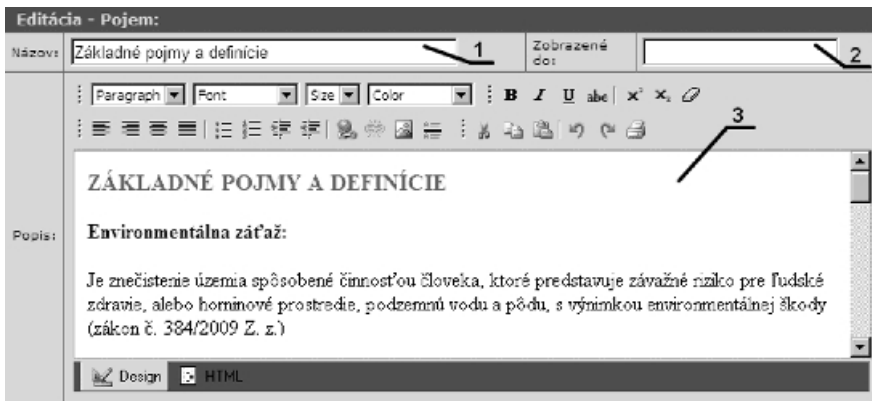 Editácia - Pojem:
Názov: Základné pojmy a definície 1 Zobrazené do: 2
Paragraph Font Size Color B I U abc x² x₂
3
ZÁKLADNÉ POJMY A DEFINÍCIE
Environmentálna záťaž:
Popis:
Je znečistenie územia spôsobené činnosťou človeka, ktoré predstavuje závažné riziko pre ľudské
zdravie, alebo horninové prostredie, podzemnú vodu a pôdu, s výnimkou environmentálnej škody
(zákon č. 384/2009 Z. z.)
Design HTML